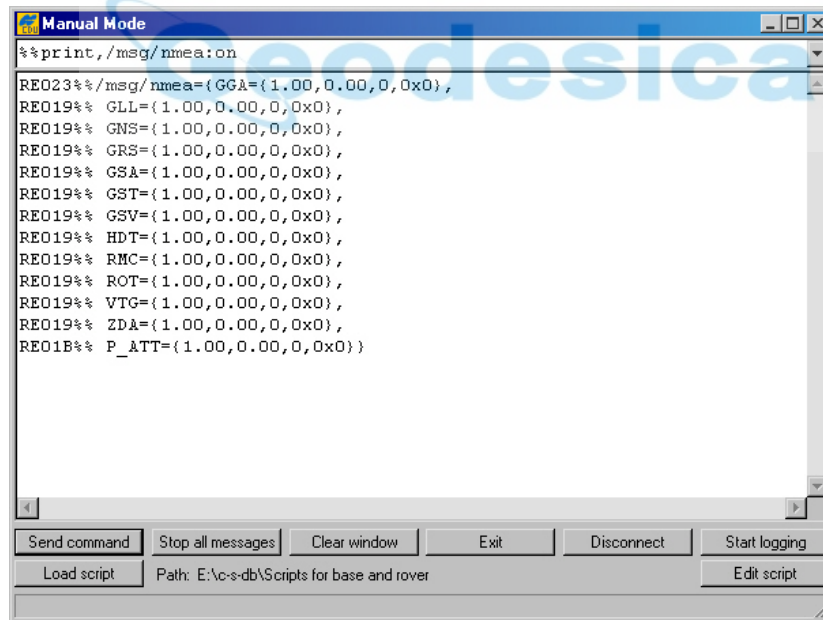 Manual Mode
Geodesica
%%print,/msg/nmea:on
RE023%%/msg/nmea={GGA={1.00,0.00,0,0x0},
RE019%% GLL={1.00,0.00,0,0x0},
RE019%% GNS={1.00,0.00,0,0x0},
RE019%% GRS={1.00,0.00,0,0x0},
RE019%% GSA={1.00,0.00,0,0x0},
RE019%% GST={1.00,0.00,0,0x0},
RE019%% GSV={1.00,0.00,0,0x0},
RE019%% HDT={1.00,0.00,0,0x0},
RE019%% RMC={1.00,0.00,0,0x0},
RE019%% ROT={1.00,0.00,0,0x0},
RE019%% VTG={1.00,0.00,0,0x0},
RE019%% ZDA={1.00,0.00,0,0x0},
RE01B%% P_ATT={1.00,0.00,0,0x0}}
Send command Stop all messages Clear window Exit Disconnect Start logging
Load script Path: E:\c-s-db\Scripts for base and rover Edit script